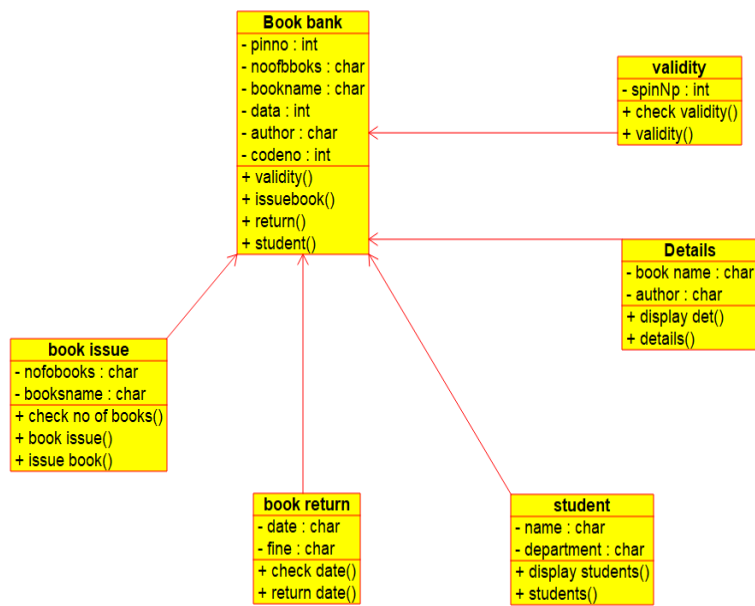 Book bank
- pinno : int
- noofbboks : char
- bookname : char
- data : int
- author : char
- codeno : int
+ validity()
+ issuebook()
+ return()
+ student()
validity
- spinNp : int
+ check validity()
+ validity()
Details
- book name : char
- author : char
+ display det()
+ details()
book issue
- nofobooks : char
- booksname : char
+ check no of books()
+ book issue()
+ issue book()
book return
- date : char
- fine : char
+ check date()
+ return date()
student
- name : char
- department : char
+ display students()
+ students()